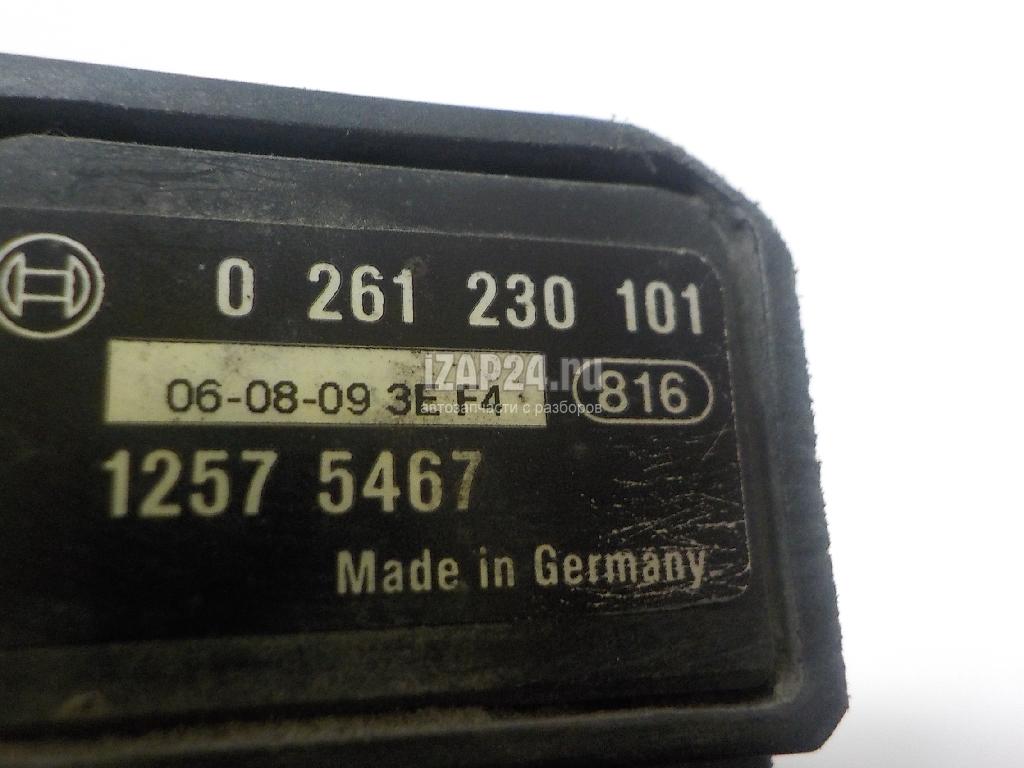 0 261 230 101
iZAP24.ru
06-08-09 3E F4 816
автозапчасти с разборов
1257 5467
Made in Germany